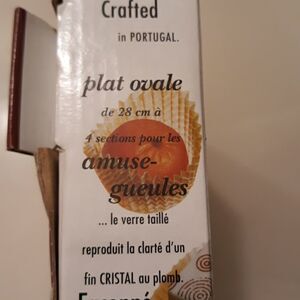 Crafted
in PORTUGAL.
plat ovale
de 28 cm à
4 sections pour les
amuse-
gueules
... le verre taillé
reproduit la clarté d'un
fin CRISTAL au plomb.
Façonné